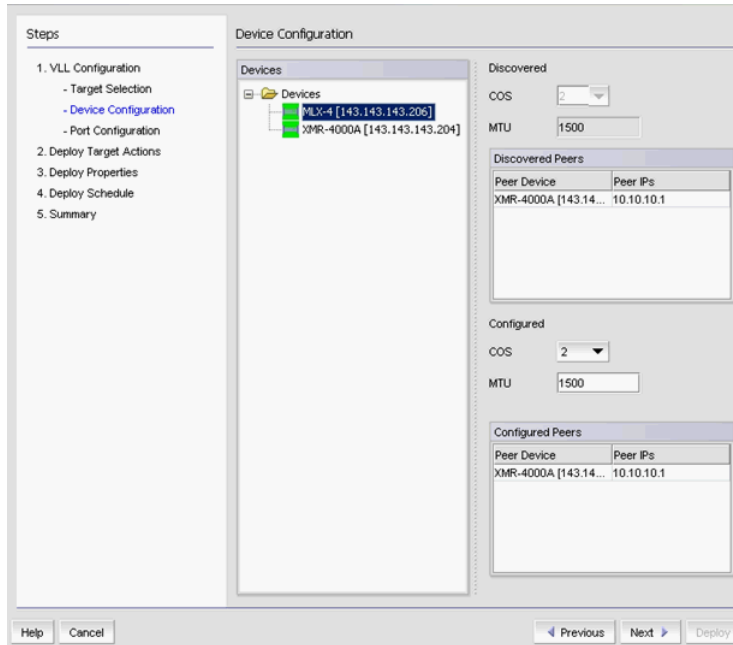 Steps
1. VLL Configuration
- Target Selection
- Device Configuration
- Port Configuration
2. Deploy Target Actions
3. Deploy Properties
4. Deploy Schedule
5. Summary
Device Configuration
Devices
Devices
MLX-4 [143.143.143.206]
XMR-4000A [143.143.143.204]
Discovered
COS 2
MTU 1500
Discovered Peers
Peer Device Peer IPs
XMR-4000A [143.14... 10.10.10.1
Configured
COS 2
MTU 1500
Configured Peers
Peer Device Peer IPs
XMR-4000A [143.14... 10.10.10.1
Help Cancel Previous Next Deploy